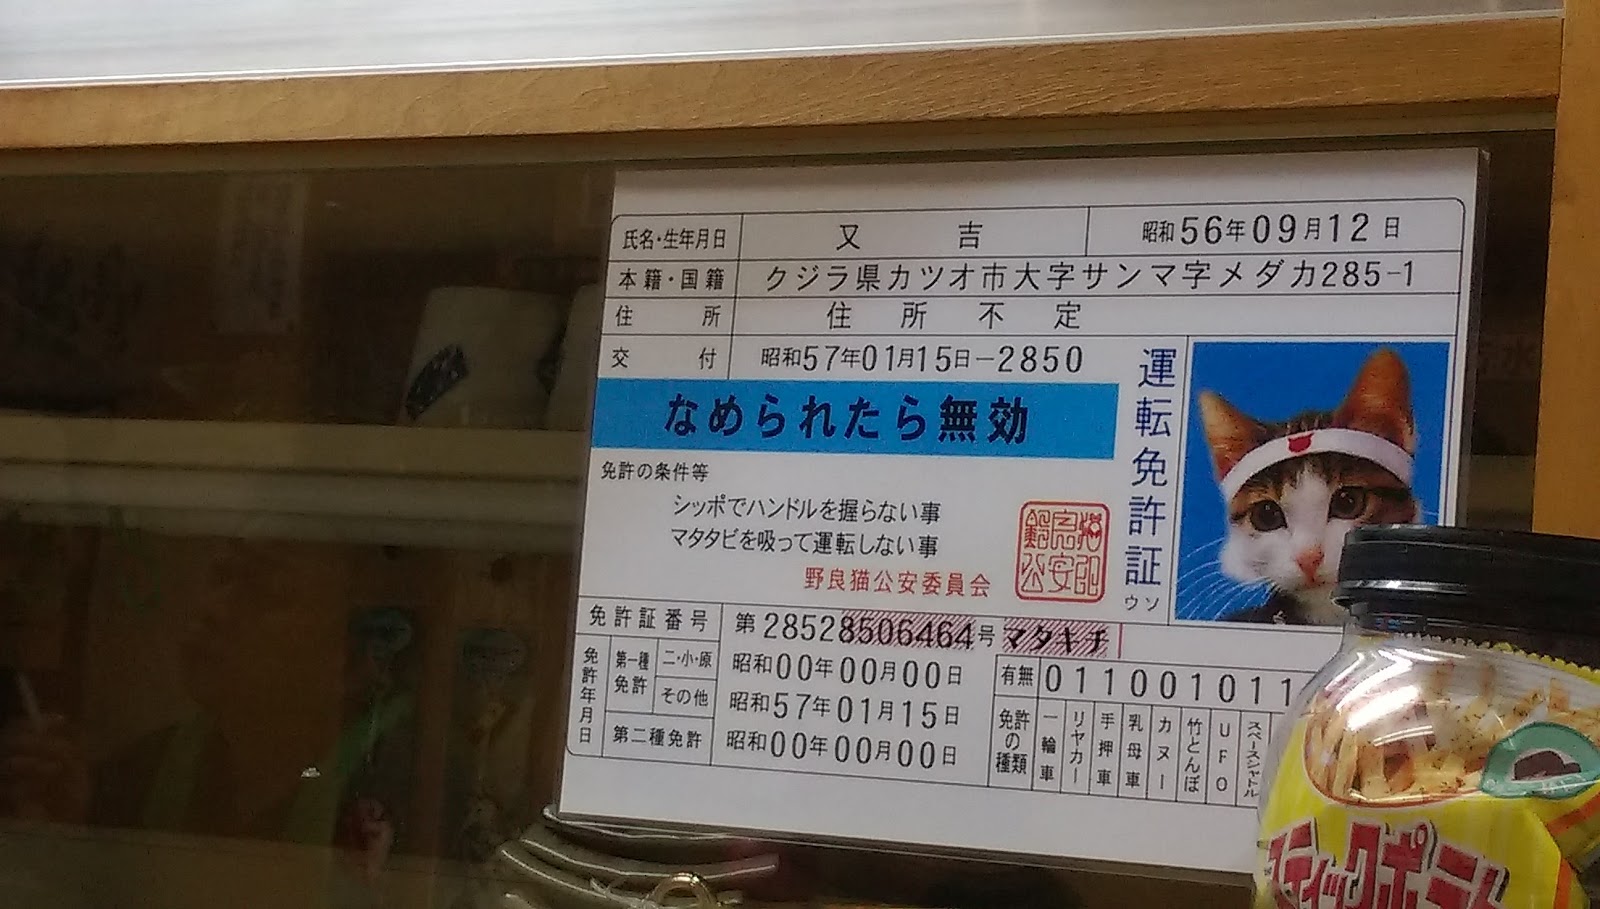 氏名・生年月日 又吉 昭和56年09月12日
本籍・国籍 クジラ県カツオ市大字サンマ字メダカ285-1
住所 住所不定
交付 昭和57年01月15日-2850
なめられたら無効
運転免許証
ウソ
免許の条件等
シッポでハンドルを握らない事
マタタビを吸って運転しない事
野良猫公安委員会
免許証番号 第28528506464号 マタキチ
免許年月日
第一種免許 二・小・原 昭和00年00月00日
その他 昭和57年01月15日
第二種免許 昭和00年00月00日
有無 011001011
免許の種類 一輪車 リヤカー 手押車 乳母車 カヌー 竹とんぼ UFO スペースシャトル
スティックポテト